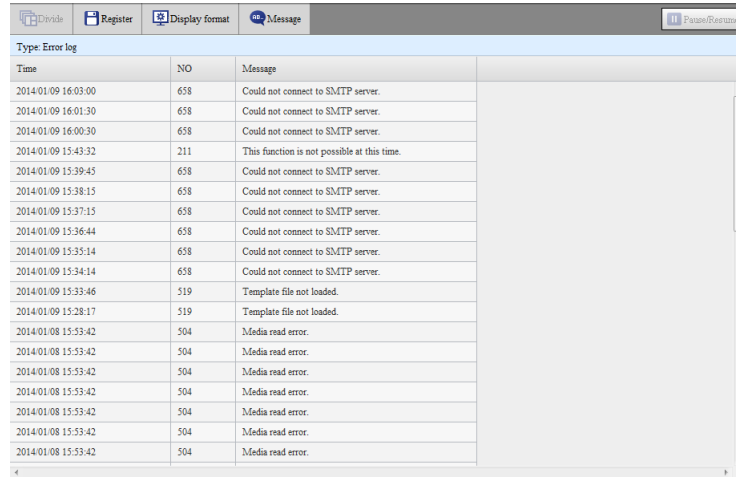 Divide Register Display format Message Pause/Resume
Type: Error log
Time NO Message
2014/01/09 16:03:00 658 Could not connect to SMTP server.
2014/01/09 16:01:30 658 Could not connect to SMTP server.
2014/01/09 16:00:30 658 Could not connect to SMTP server.
2014/01/09 15:43:32 211 This function is not possible at this time.
2014/01/09 15:39:45 658 Could not connect to SMTP server.
2014/01/09 15:38:15 658 Could not connect to SMTP server.
2014/01/09 15:37:15 658 Could not connect to SMTP server.
2014/01/09 15:36:44 658 Could not connect to SMTP server.
2014/01/09 15:35:14 658 Could not connect to SMTP server.
2014/01/09 15:34:14 658 Could not connect to SMTP server.
2014/01/09 15:33:46 519 Template file not loaded.
2014/01/09 15:28:17 519 Template file not loaded.
2014/01/08 15:53:42 504 Media read error.
2014/01/08 15:53:42 504 Media read error.
2014/01/08 15:53:42 504 Media read error.
2014/01/08 15:53:42 504 Media read error.
2014/01/08 15:53:42 504 Media read error.
2014/01/08 15:53:42 504 Media read error.
2014/01/08 15:53:42 504 Media read error.